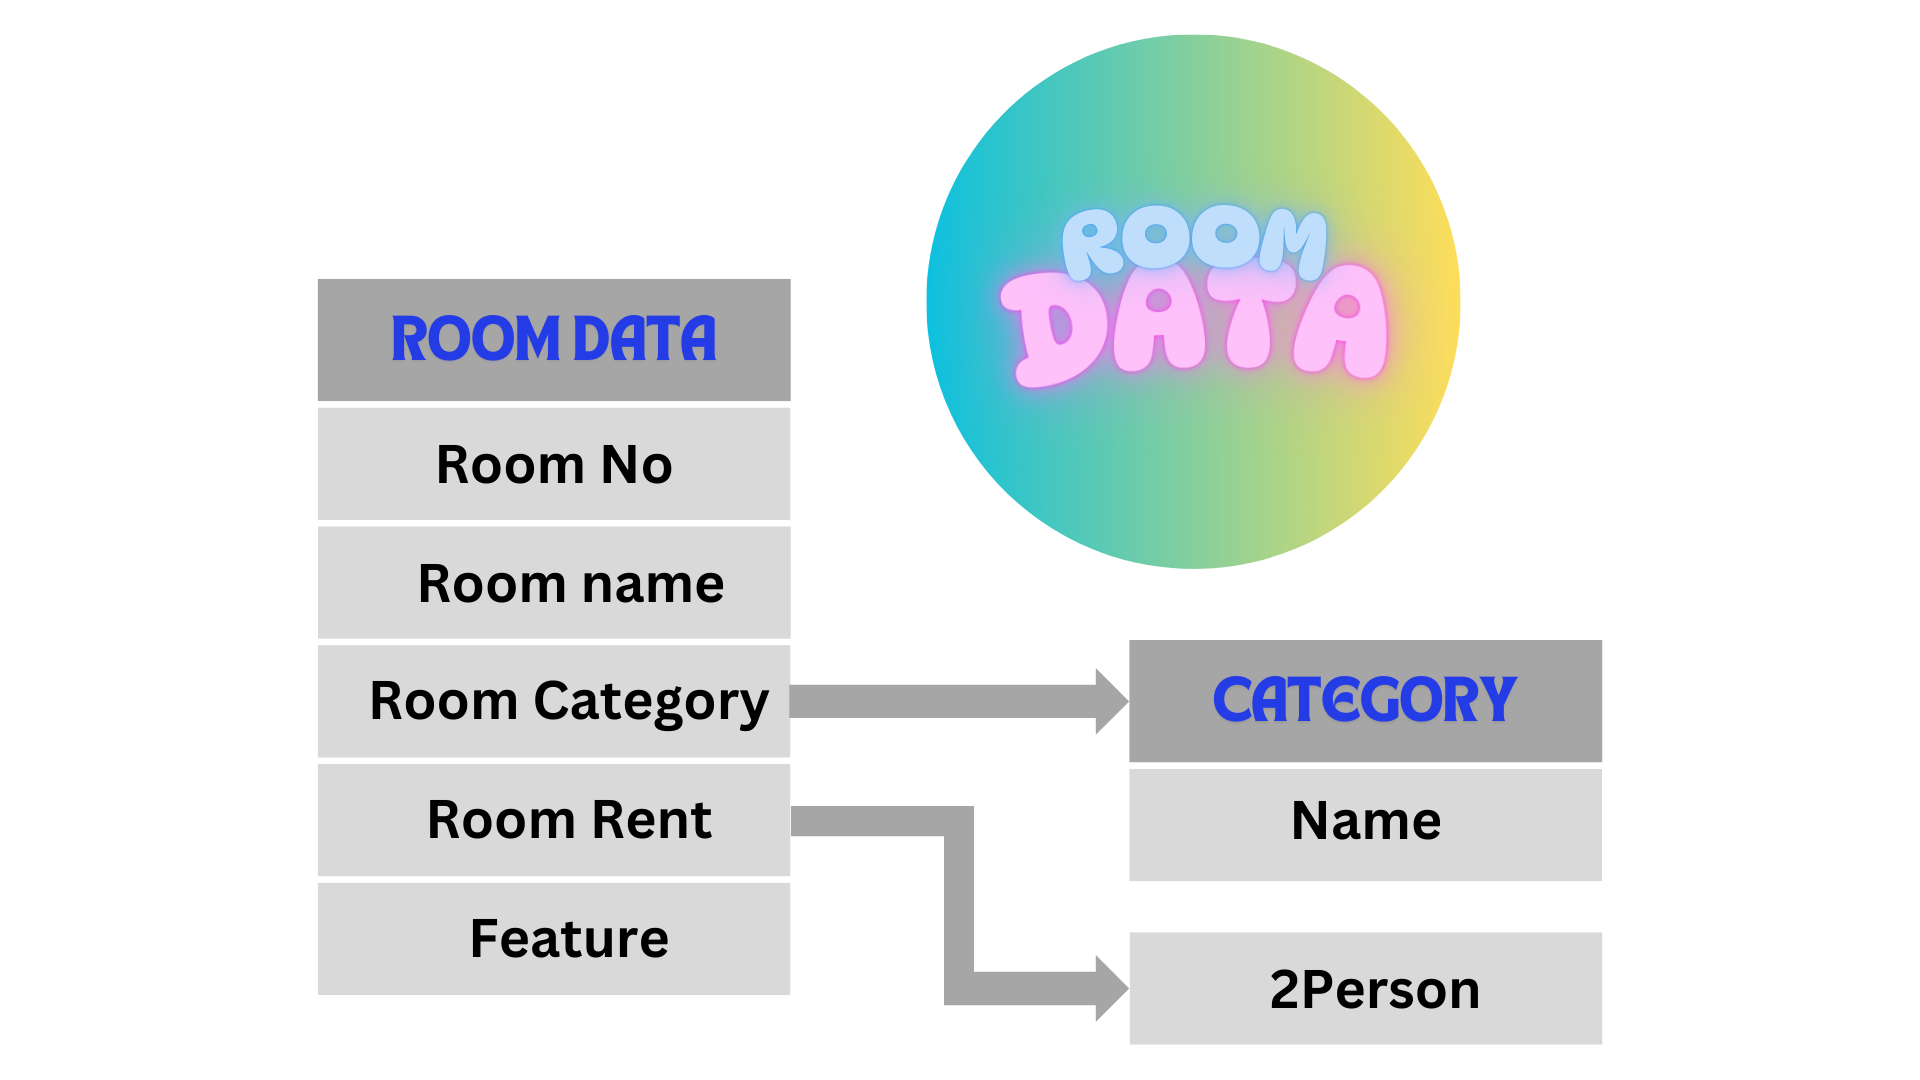 ROOM
DATA
ROOM DATA
Room No
Room name
Room Category
Room Rent
Feature
CATEGORY
Name
2Person